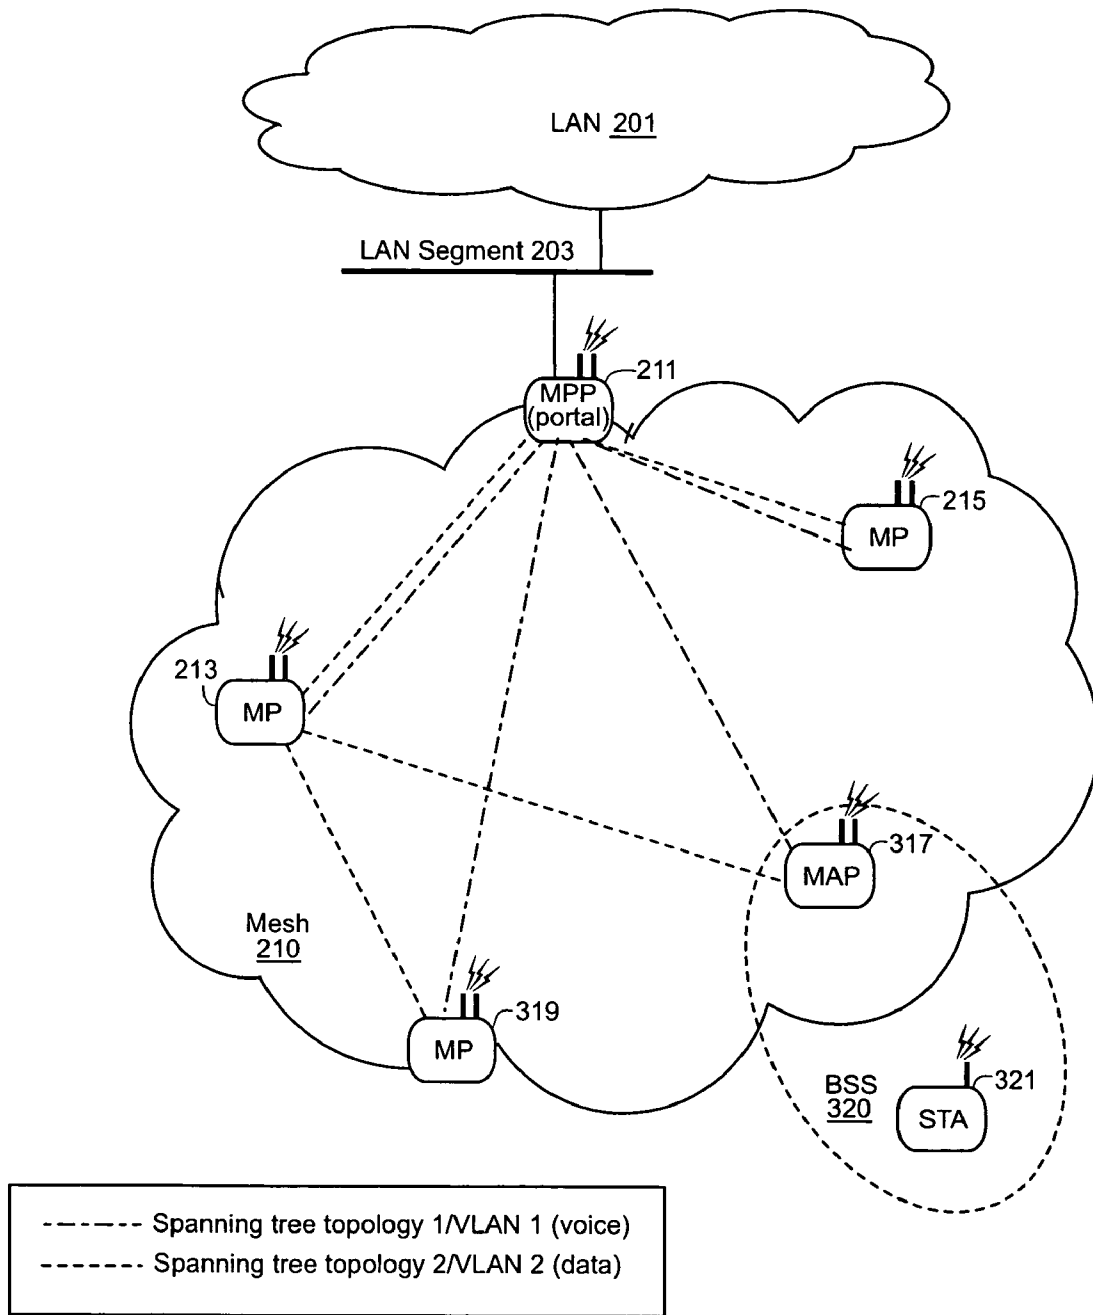 LAN 201
LAN Segment 203
211
MPP
(portal)
215
MP
213
MP
317
MAP
Mesh
210
319
MP
321
BSS
320
STA
Spanning tree topology 1/VLAN 1 (voice)
Spanning tree topology 2/VLAN 2 (data)